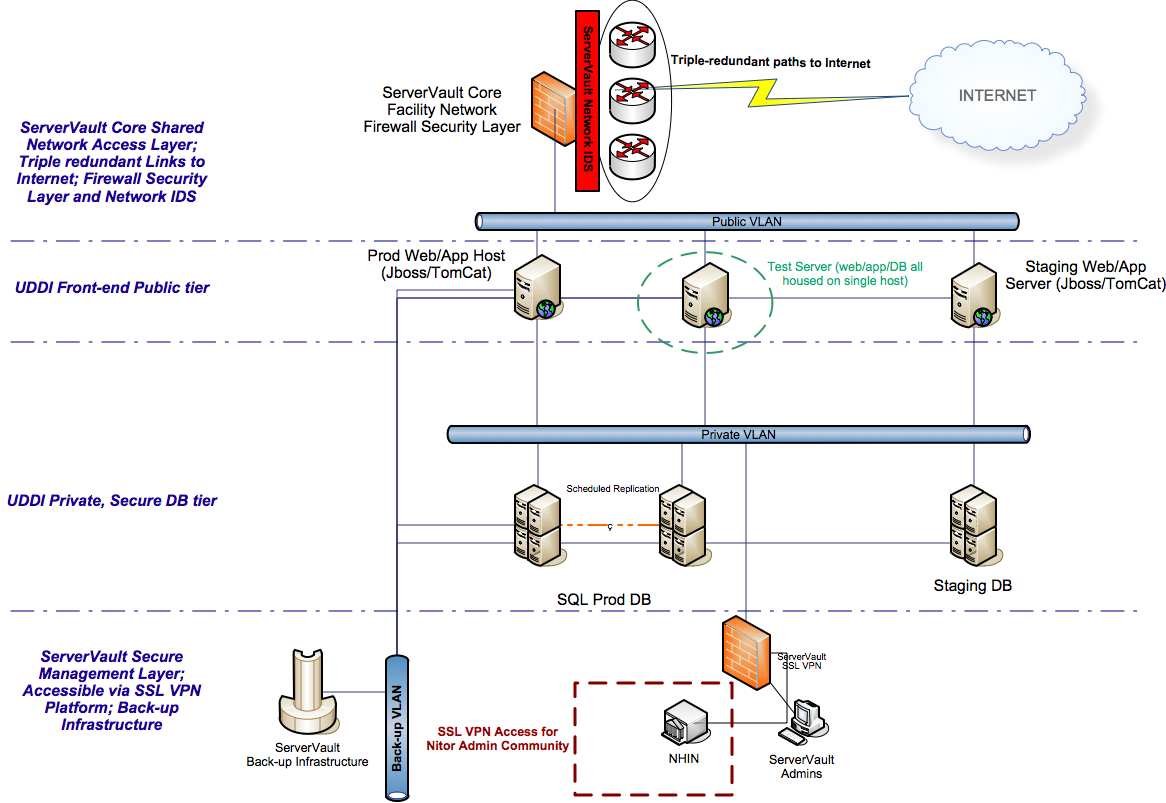 ServerVault Network IDS
Triple-redundant paths to Internet
INTERNET
ServerVault Core
Facility Network
Firewall Security Layer
ServerVault Core Shared
Network Access Layer;
Triple redundant Links to
Internet; Firewall Security
Layer and Network IDS
Public VLAN
Prod Web/App Host
(Jboss/TomCat)
Test Server (web/app/DB all
housed on single host)
Staging Web/App
Server (Jboss/TomCat)
UDDI Front-end Public tier
Private VLAN
Scheduled Replication
UDDI Private, Secure DB tier
SQL Prod DB
Staging DB
ServerVault Secure
Management Layer;
Accessible via SSL VPN
Platform; Back-up
Infrastructure
ServerVault
SSL VPN
Back-up VLAN
SSL VPN Access for
Nitor Admin Community
ServerVault
Back-up Infrastructure
NHIN
ServerVault
Admins